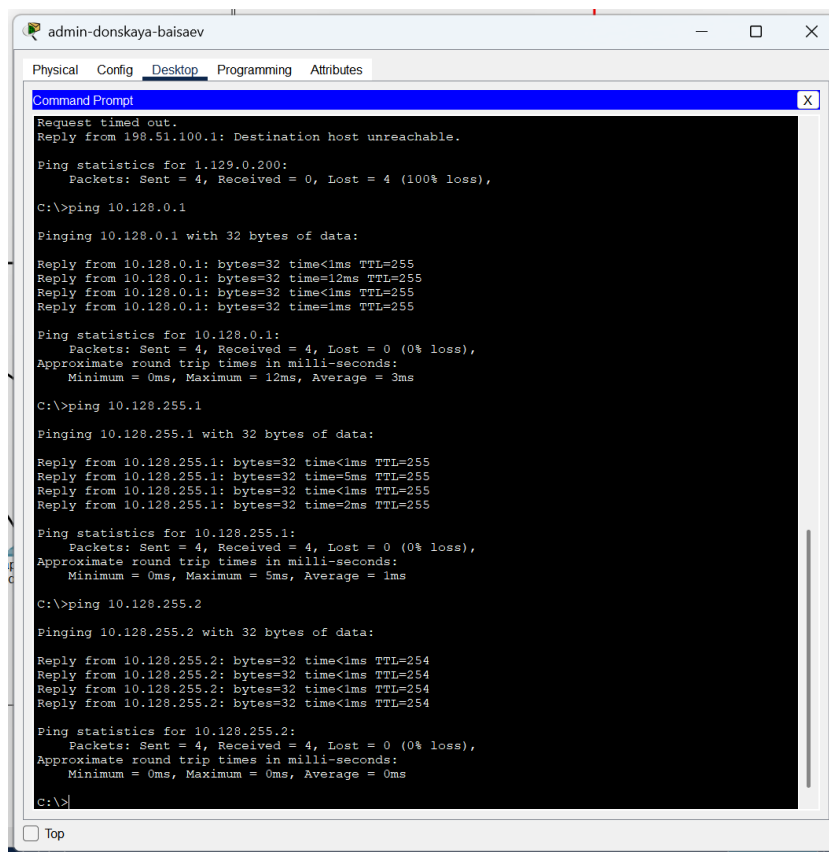 admin-donskaya-baisaev
Physical Config Desktop Programming Attributes
Command Prompt X
Request timed out.
Reply from 198.51.100.1: Destination host unreachable.
Ping statistics for 1.129.0.200:
Packets: Sent = 4, Received = 0, Lost = 4 (100% loss),
C:\>ping 10.128.0.1
Pinging 10.128.0.1 with 32 bytes of data:
Reply from 10.128.0.1: bytes=32 time<1ms TTL=255
Reply from 10.128.0.1: bytes=32 time=12ms TTL=255
Reply from 10.128.0.1: bytes=32 time<1ms TTL=255
Reply from 10.128.0.1: bytes=32 time=1ms TTL=255
Ping statistics for 10.128.0.1:
Packets: Sent = 4, Received = 4, Lost = 0 (0% loss),
Approximate round trip times in milli-seconds:
Minimum = 0ms, Maximum = 12ms, Average = 3ms
C:\>ping 10.128.255.1
Pinging 10.128.255.1 with 32 bytes of data:
Reply from 10.128.255.1: bytes=32 time<1ms TTL=255
Reply from 10.128.255.1: bytes=32 time=5ms TTL=255
Reply from 10.128.255.1: bytes=32 time<1ms TTL=255
Reply from 10.128.255.1: bytes=32 time=2ms TTL=255
Ping statistics for 10.128.255.1:
Packets: Sent = 4, Received = 4, Lost = 0 (0% loss),
Approximate round trip times in milli-seconds:
Minimum = 0ms, Maximum = 5ms, Average = 1ms
C:\>ping 10.128.255.2
Pinging 10.128.255.2 with 32 bytes of data:
Reply from 10.128.255.2: bytes=32 time<1ms TTL=254
Reply from 10.128.255.2: bytes=32 time<1ms TTL=254
Reply from 10.128.255.2: bytes=32 time<1ms TTL=254
Reply from 10.128.255.2: bytes=32 time<1ms TTL=254
Ping statistics for 10.128.255.2:
Packets: Sent = 4, Received = 4, Lost = 0 (0% loss),
Approximate round trip times in milli-seconds:
Minimum = 0ms, Maximum = 0ms, Average = 0ms
C:\>
Top